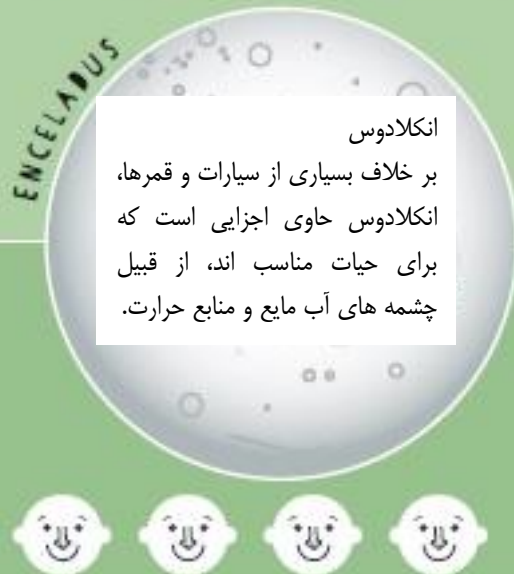 ENCELADUS
انکلادوس
بر خلاف بسیاری از سیارات و قمرها،
انکلادوس حاوی اجزایی است که
برای حیات مناسب اند، از قبیل
چشمه های آب مایع و منابع حرارت.